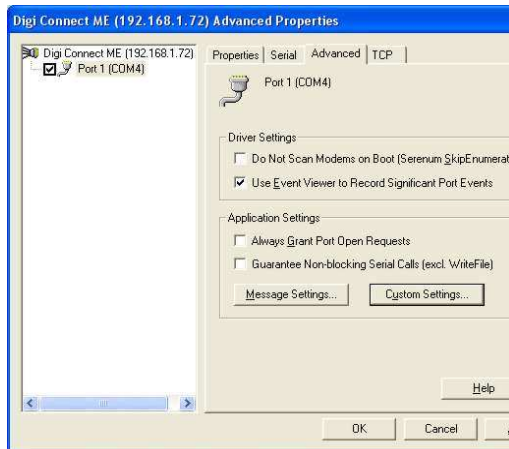 Digi Connect ME (192.168.1.72) Advanced Properties
Digi Connect ME (192.168.1.72)
Port 1 (COM4)
Properties Serial Advanced TCP
Port 1 (COM4)
Driver Settings
Do Not Scan Modems on Boot (Serenum SkipEnumerat
Use Event Viewer to Record Significant Port Events
Application Settings
Always Grant Port Open Requests
Guarantee Non-blocking Serial Calls (excl. WriteFile)
Message Settings... Custom Settings...
Help
OK Cancel